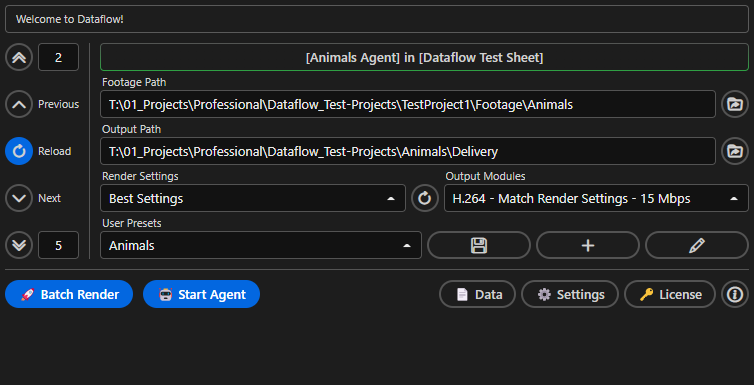 Welcome to Dataflow!
2
[Animals Agent] in [Dataflow Test Sheet]
Footage Path
Previous
T:\01_Projects\Professional\Dataflow_Test-Projects\TestProject1\Footage\Animals
Output Path
Reload
T:\01_Projects\Professional\Dataflow_Test-Projects\Animals\Delivery
Render Settings
Output Modules
Next
Best Settings
H.264 - Match Render Settings - 15 Mbps
User Presets
5
Animals
Batch Render
Start Agent
Data
Settings
License